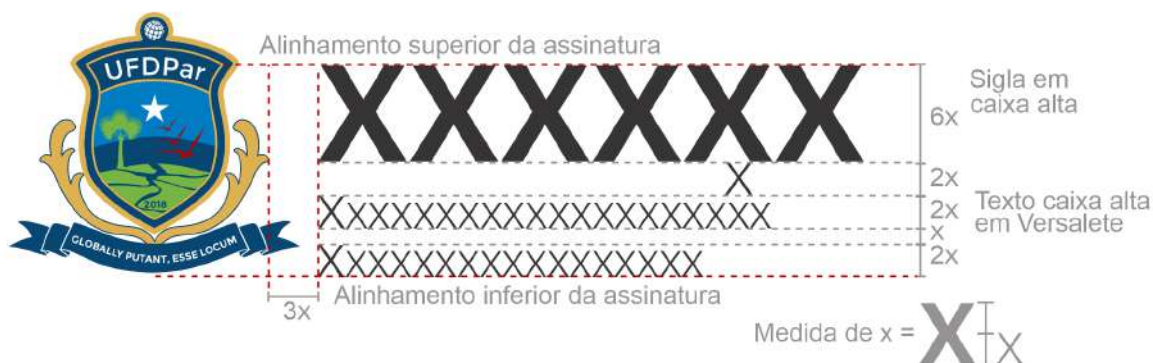 UFDPar
2018
GLOBALLY PUTANT, ESSE LOCUM
Alinhamento superior da assinatura
XXXXXX
6x
Sigla em
caixa alta
X
2x
XXXXXXXXXXXXXXXXXXXX
2x
Texto caixa alta
em Versalete
x
XXXXXXXXXXXXXXXXX
2x
3x
Alinhamento inferior da assinatura
Medida de x = X
X